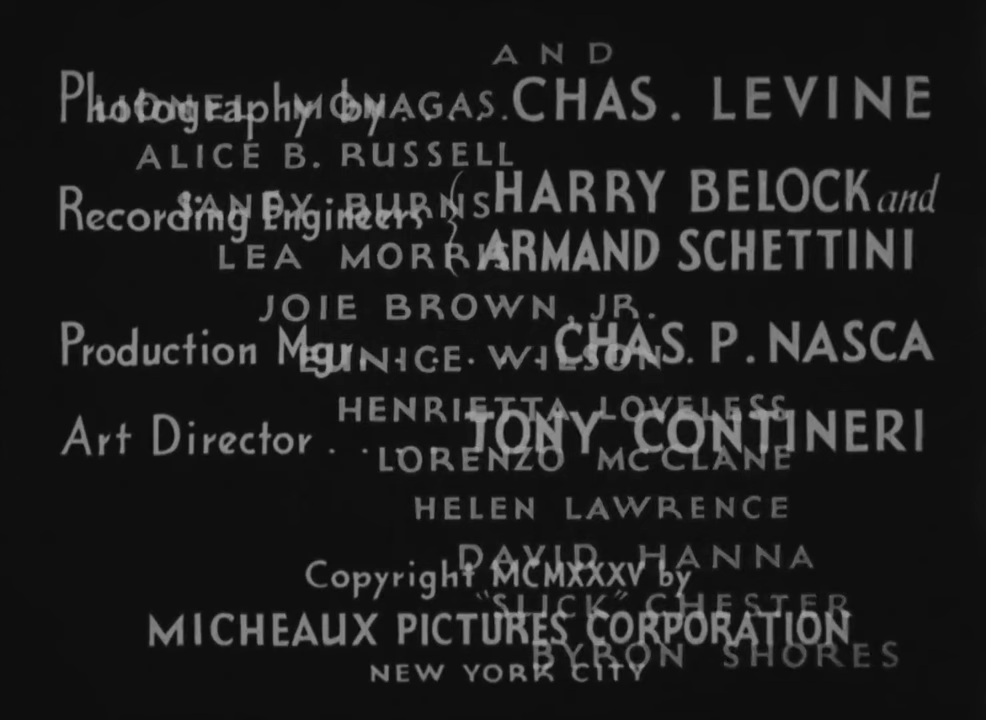 AND
Photography by . . . . CHAS. LEVINE
LIONEL MONAGAS
ALICE B. RUSSELL
Recording Engineers { HARRY BELOCK and
SANDY BURNS
ARMAND SCHETTINI
LEA MORRIS
JOIE BROWN, JR.
Production Mgr. . . . . CHAS. P. NASCA
EUNICE WILSON
HENRIETTA LOVELESS
Art Director . . . . TONY CONTINERI
LORENZO MCCLANE
HELEN LAWRENCE
DAVID HANNA
Copyright MCMXXXV by
"SLICK" CHESTER
MICHEAUX PICTURES CORPORATION
BYRON SHORES
NEW YORK CITY